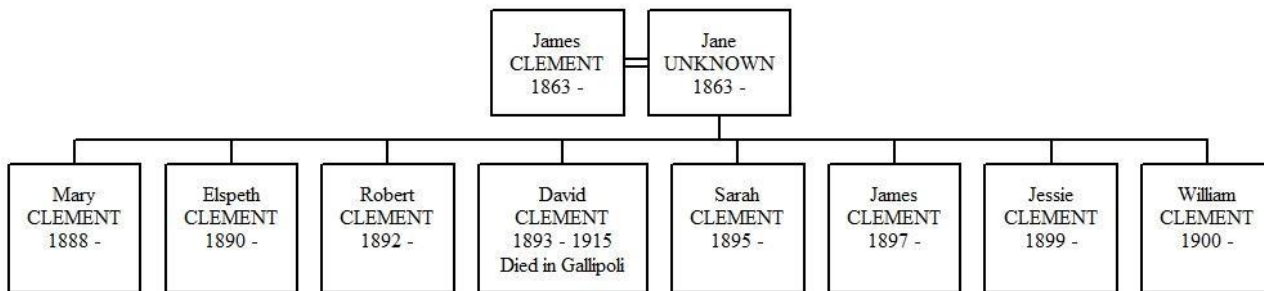 James
CLEMENT
1863 -
Jane
UNKNOWN
1863 -
Mary
CLEMENT
1888 -
Elspeth
CLEMENT
1890 -
Robert
CLEMENT
1892 -
David
CLEMENT
1893 - 1915
Died in Gallipoli
Sarah
CLEMENT
1895 -
James
CLEMENT
1897 -
Jessie
CLEMENT
1899 -
William
CLEMENT
1900 -